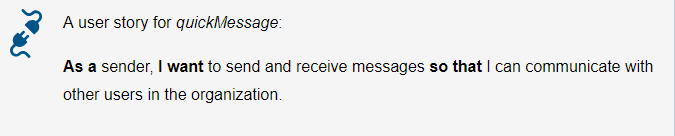 A user story for quickMessage:
As a sender, I want to send and receive messages so that I can communicate with
other users in the organization.